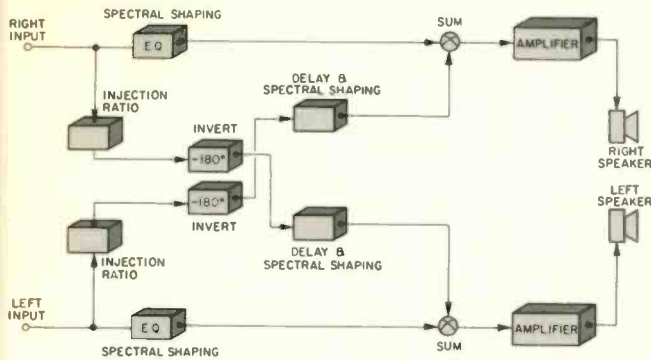 SPECTRAL SHAPING
RIGHT
INPUT
EQ
SUM
AMPLIFIER
INJECTION
RATIO
DELAY &
SPECTRAL SHAPING
INVERT
-180°
RIGHT
SPEAKER
-180°
INVERT
LEFT
SPEAKER
INJECTION
RATIO
DELAY &
SPECTRAL SHAPING
LEFT
INPUT
EQ
SPECTRAL SHAPING
SUM
AMPLIFIER